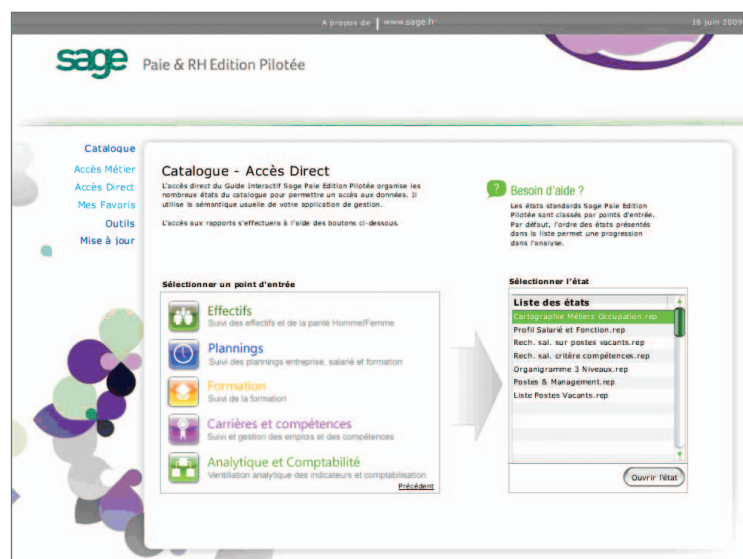 A propos de | www.sage.fr
16 juin 2009
sage
Paie & RH Edition Pilotée
Catalogue
Accès Métier
Accès Direct
Mes Favoris
Outils
Mise à jour
Catalogue - Accès Direct
L'accès direct du Guide Interactif Sage Paie Edition Pilotée organise les
nombreux états du catalogue pour permettre un accès aux données. Il
utilise la sémantique usuelle de votre application de gestion.
L'accès aux rapports s'effectuera à l'aide des boutons ci-dessous.
?
Besoin d'aide ?
Les états standards Sage Paie Edition
Pilotée sont classés par points d'entrée.
Par défaut, l'ordre des états présentés
dans la liste permet une progression
dans l'analyse.
Sélectionner un point d'entrée
Effectifs
Suivi des effectifs et de la parité Homme/Femme
Plannings
Suivi des plannings entreprise, salarié et formation
Formation
Suivi de la formation
Carrières et compétences
Suivi et gestion des emplois et des compétences
Analytique et Comptabilité
Ventilation analytique des indicateurs et comptabilisation
Précédent
Sélectionner l'état
Liste des états
Cartographie Métiers Occupation.rep
Profil Salarié et Fonction.rep
Rech. sal. sur postes vacants.rep
Rech. sal. critère compétences.rep
Organigramme 3 Niveaux.rep
Postes & Management.rep
Liste Postes Vacants.rep
Ouvrir l'état